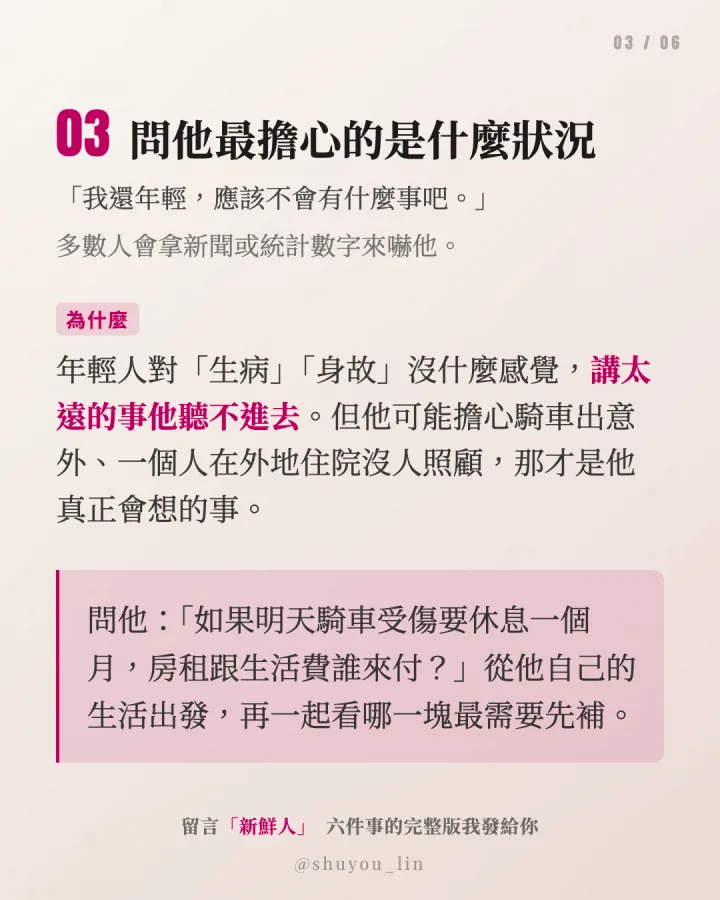 03 / 06
03 問他最擔心的是什麼狀況
「我還年輕，應該不會有什麼事吧。」
多數人會拿新聞或統計數字來嚇他。
為什麼
年輕人對「生病」「身故」沒什麼感覺，講太
遠的事他聽不進去。但他可能擔心騎車出意
外、一個人在外地住院沒人照顧，那才是他
真正會想的事。
問他：「如果明天騎車受傷要休息一個
月，房租跟生活費誰來付？」從他自己的
生活出發，再一起看哪一塊最需要先補。
留言「新鮮人」 六件事的完整版我發給你
@shuyou_lin